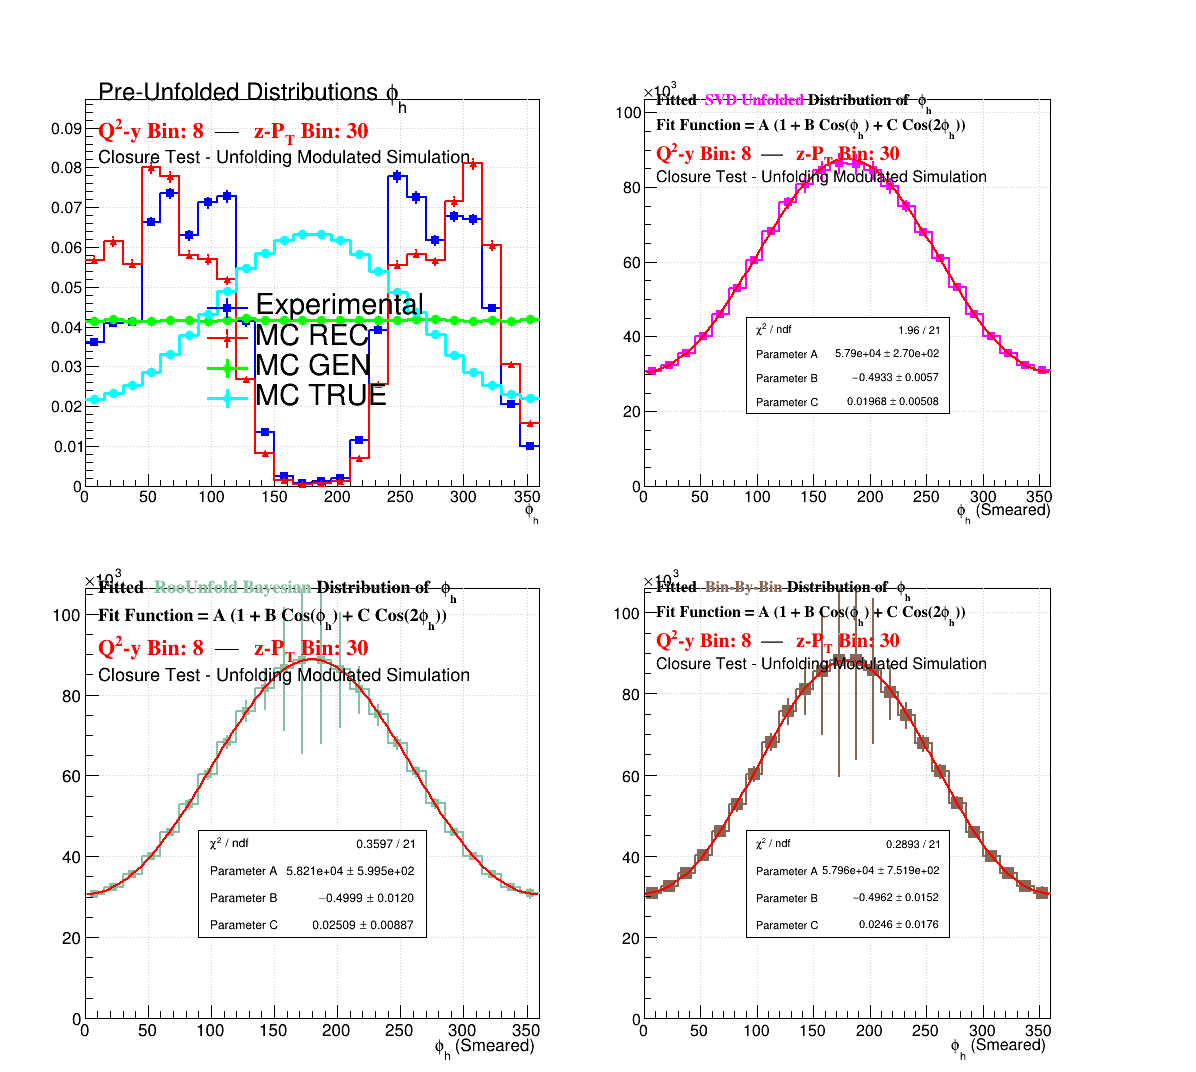 Pre-Unfolded Distributions ϕh
Q²-y Bin: 8 — z-PT Bin: 30
Closure Test - Unfolding Modulated Simulation
0.09
0.08
0.07
0.06
0.05
0.04
0.03
0.02
0.01
0
Experimental
MC REC
MC GEN
MC TRUE
0 50 100 150 200 250 300 350
ϕh
×10³
Fitted SVD Unfolded Distribution of ϕh
Fit Function = A (1 + B Cos(ϕh) + C Cos(2ϕh))
Q²-y Bin: 8 — z-PT Bin: 30
Closure Test - Unfolding Modulated Simulation
100
80
60
40
20
0
χ² / ndf 1.96 / 21
Parameter A 5.79e+04 ± 2.70e+02
Parameter B −0.4933 ± 0.0057
Parameter C 0.01968 ± 0.00508
0 50 100 150 200 250 300 350
ϕh (Smeared)
×10³
Fitted RooUnfold Bayesian Distribution of ϕh
Fit Function = A (1 + B Cos(ϕh) + C Cos(2ϕh))
Q²-y Bin: 8 — z-PT Bin: 30
Closure Test - Unfolding Modulated Simulation
100
80
60
40
20
0
χ² / ndf 0.3597 / 21
Parameter A 5.821e+04 ± 5.995e+02
Parameter B −0.4999 ± 0.0120
Parameter C 0.02509 ± 0.00887
0 50 100 150 200 250 300 350
ϕh (Smeared)
×10³
Fitted Bin-By-Bin Distribution of ϕh
Fit Function = A (1 + B Cos(ϕh) + C Cos(2ϕh))
Q²-y Bin: 8 — z-PT Bin: 30
Closure Test - Unfolding Modulated Simulation
100
80
60
40
20
0
χ² / ndf 0.2893 / 21
Parameter A 5.796e+04 ± 7.519e+02
Parameter B −0.4962 ± 0.0152
Parameter C 0.0246 ± 0.0176
0 50 100 150 200 250 300 350
ϕh (Smeared)